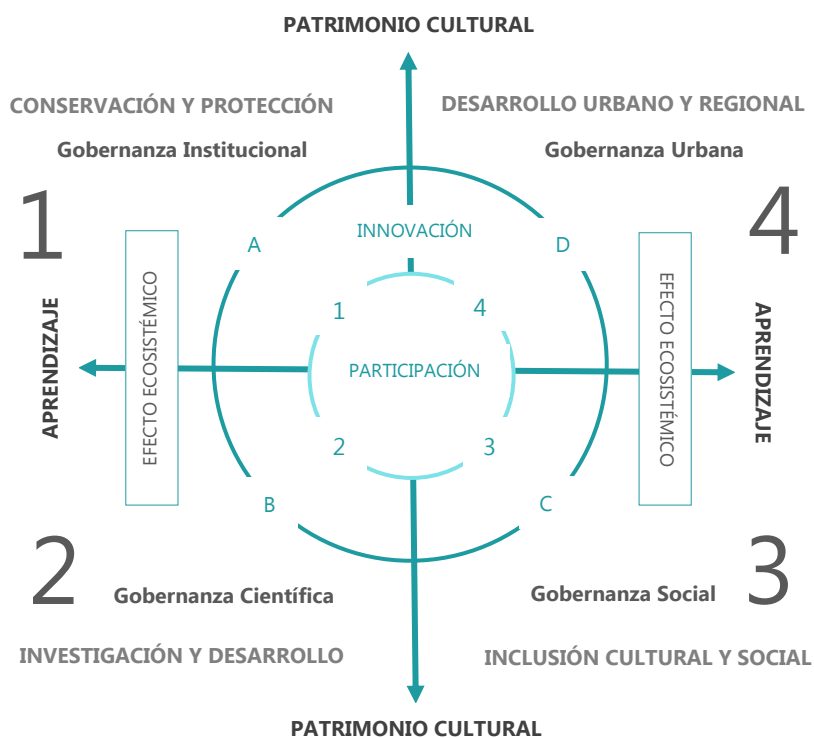 PATRIMONIO CULTURAL
CONSERVACIÓN Y PROTECCIÓN
DESARROLLO URBANO Y REGIONAL
Gobernanza Institucional
Gobernanza Urbana
1
4
INNOVACIÓN
A
D
1
4
APRENDIZAJE
EFECTO ECOSISTÉMICO
PARTICIPACIÓN
EFECTO ECOSISTÉMICO
APRENDIZAJE
2
3
B
C
2
3
Gobernanza Científica
Gobernanza Social
INVESTIGACIÓN Y DESARROLLO
INCLUSIÓN CULTURAL Y SOCIAL
PATRIMONIO CULTURAL